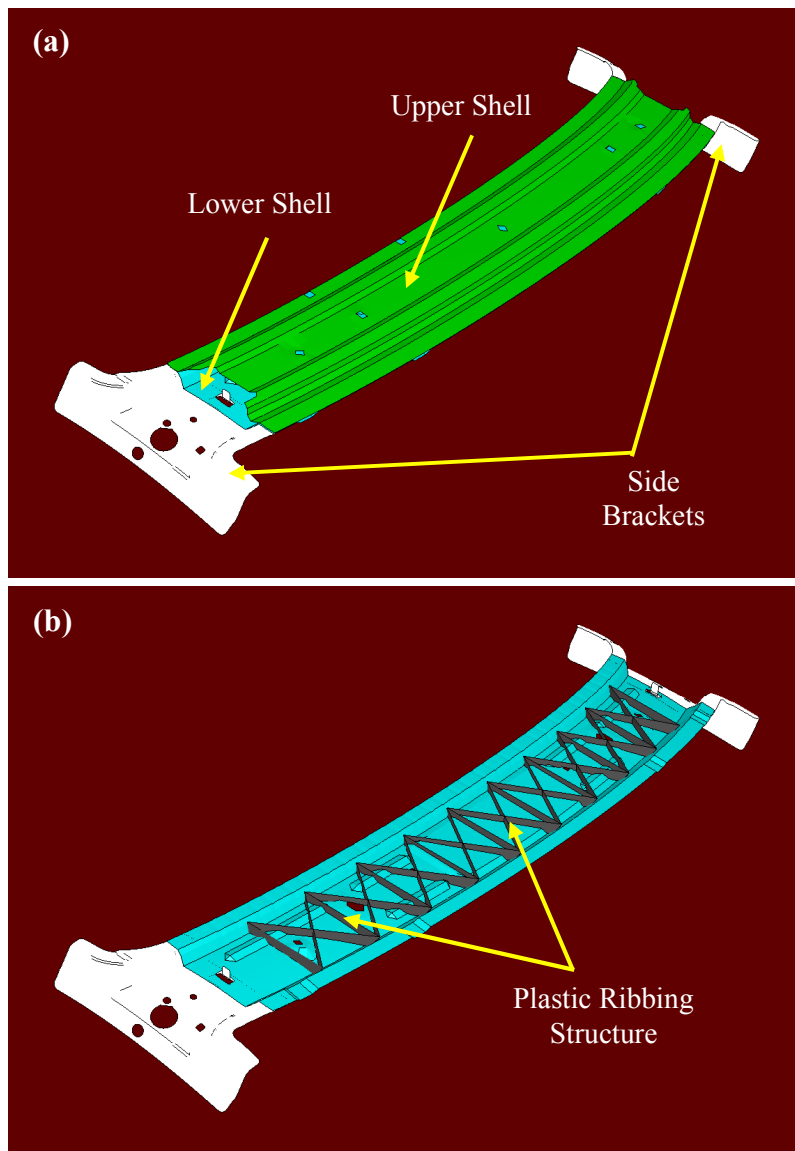 (a)
Upper Shell
Lower Shell
Side
Brackets
(b)
Plastic Ribbing
Structure